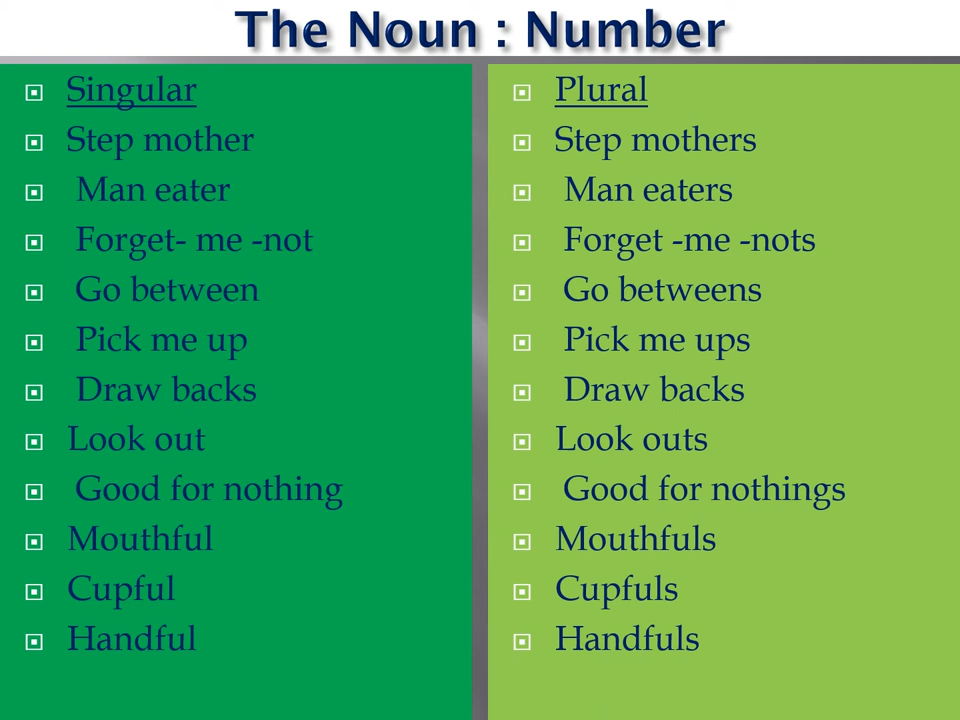 The Noun : Number
Singular
Step mother
Man eater
Forget- me -not
Go between
Pick me up
Draw backs
Look out
Good for nothing
Mouthful
Cupful
Handful
Plural
Step mothers
Man eaters
Forget -me -nots
Go betweens
Pick me ups
Draw backs
Look outs
Good for nothings
Mouthfuls
Cupfuls
Handfuls